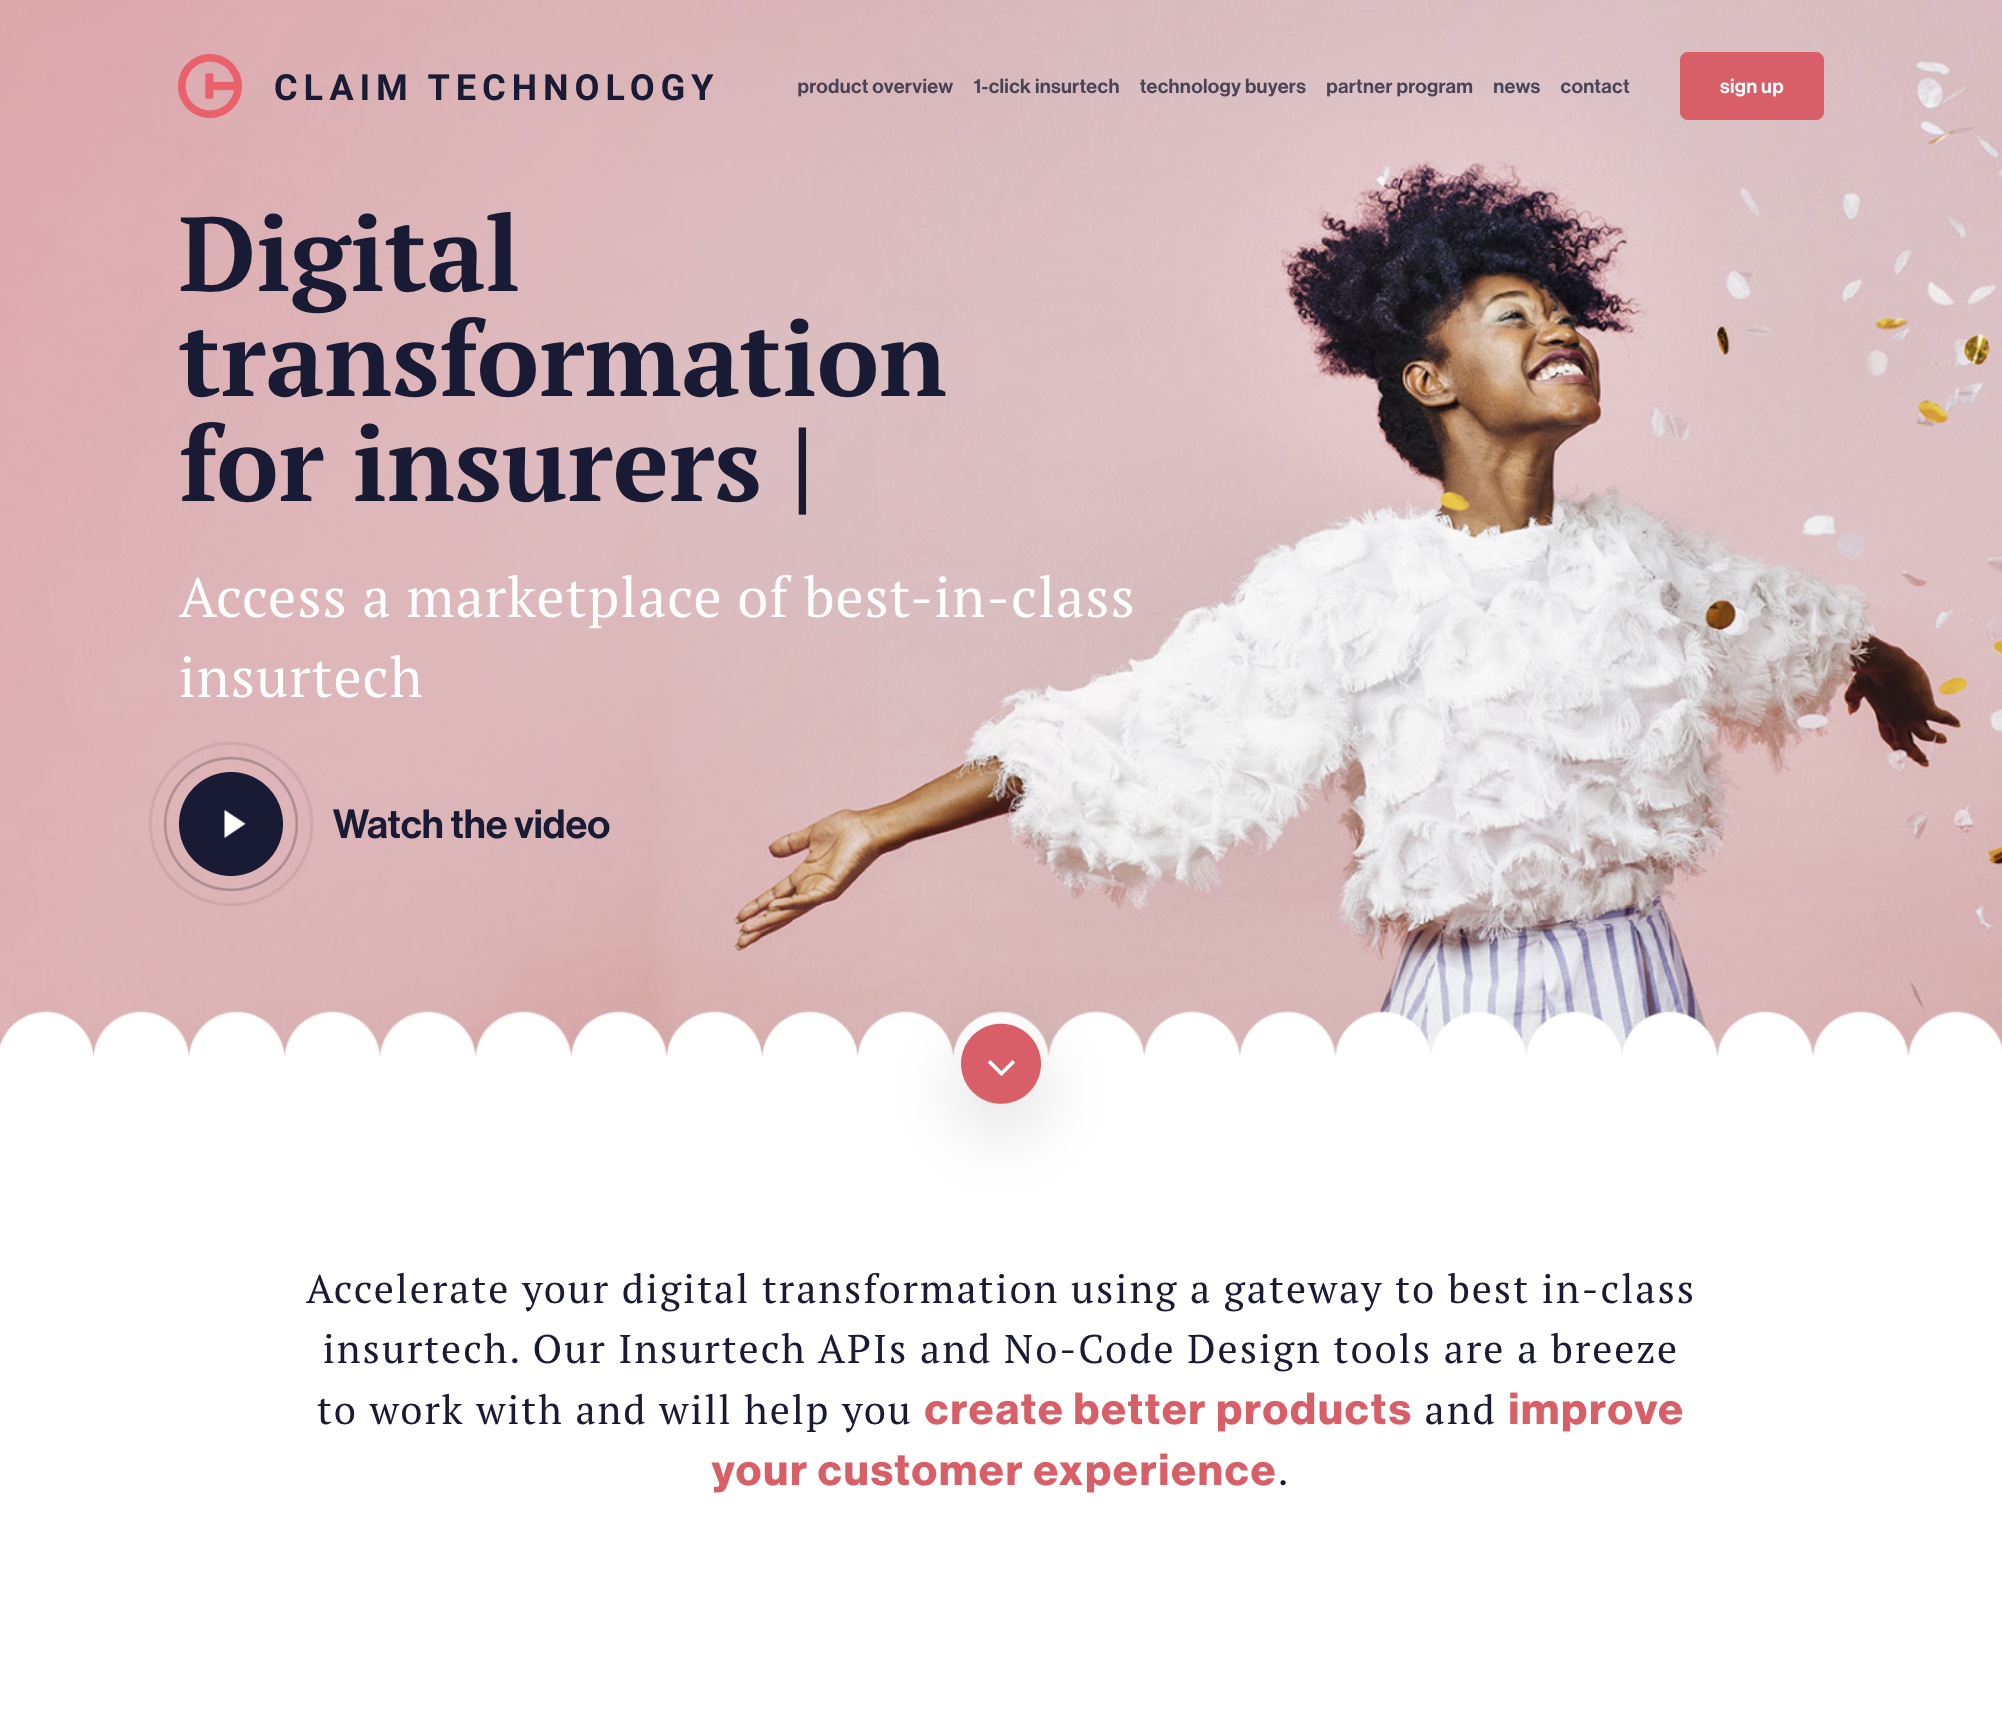 CLAIM TECHNOLOGY
product overview 1-click insurtech technology buyers partner program news contact sign up
Digital
transformation
for insurers |
Access a marketplace of best-in-class
insurtech
Watch the video
Accelerate your digital transformation using a gateway to best in-class
insurtech. Our Insurtech APIs and No-Code Design tools are a breeze
to work with and will help you create better products and improve
your customer experience.